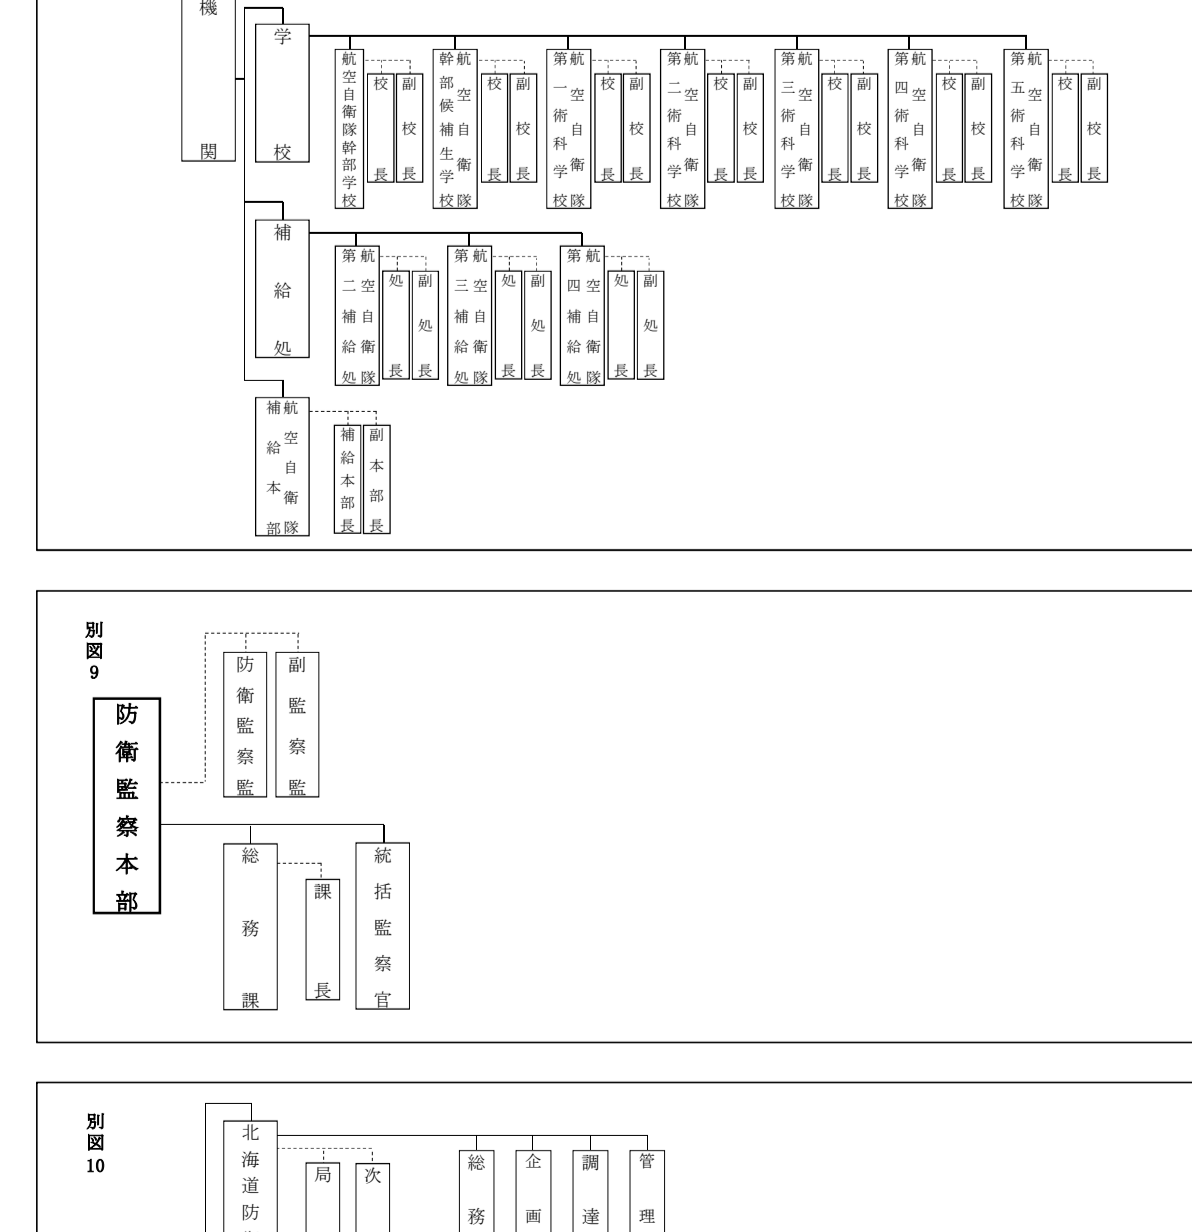 機関
学校
航空自衛隊幹部学校
校長
副校長
航空自衛隊
幹部候補生学校
校長
副校長
航空自衛隊
第一術科学校
校長
副校長
航空自衛隊
第二術科学校
校長
副校長
航空自衛隊
第三術科学校
校長
副校長
航空自衛隊
第四術科学校
校長
副校長
航空自衛隊
第五術科学校
校長
副校長
補給処
航空自衛隊
第二補給処
処長
副処長
航空自衛隊
第三補給処
処長
副処長
航空自衛隊
第四補給処
処長
副処長
航空自衛隊
補給本部
補給本部長
副本部長
別図9
防衛監察本部
防衛監察監
副監察監
総務課
課長
統括監察官
別図10
北海道防
局
次
総務
企画
調達
管理